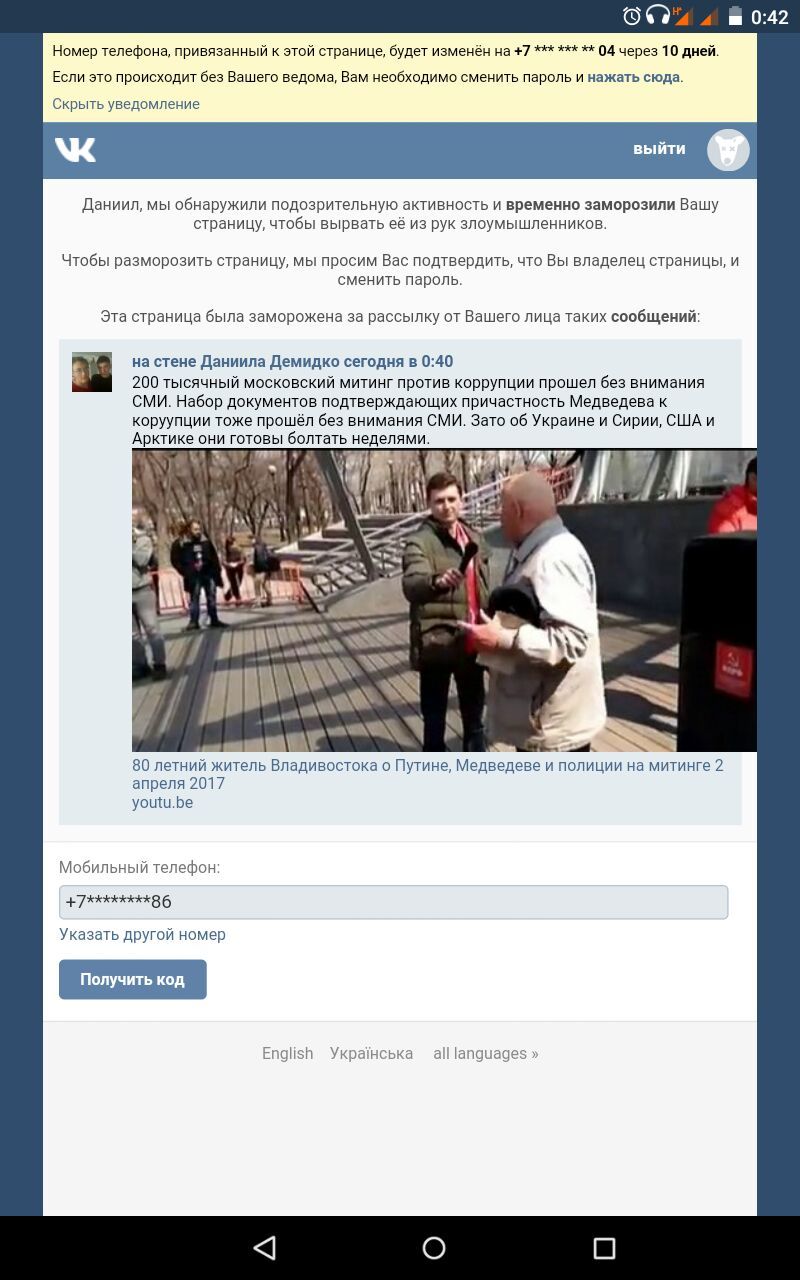 0:42
Номер телефона, привязанный к этой странице, будет изменён на +7 *** *** ** 04 через 10 дней.
Если это происходит без Вашего ведома, Вам необходимо сменить пароль и нажать сюда.
Скрыть уведомление
выйти
Даниил, мы обнаружили подозрительную активность и временно заморозили Вашу
страницу, чтобы вырвать её из рук злоумышленников.
Чтобы разморозить страницу, мы просим Вас подтвердить, что Вы владелец страницы, и
сменить пароль.
Эта страница была заморожена за рассылку от Вашего лица таких сообщений:
на стене Даниила Демидко сегодня в 0:40
200 тысячный московский митинг против коррупции прошел без внимания
СМИ. Набор документов подтверждающих причастность Медведева к
коруупции тоже прошёл без внимания СМИ. Зато об Украине и Сирии, США и
Арктике они готовы болтать неделями.
80 летний житель Владивостока о Путине, Медведеве и полиции на митинге 2
апреля 2017
youtu.be
Мобильный телефон:
+7********86
Указать другой номер
Получить код
English Українська all languages »